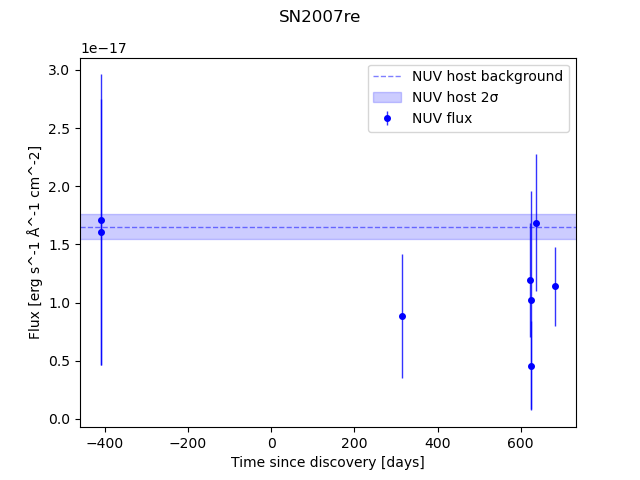 SN2007re
1e−17
NUV host background
NUV host 2σ
NUV flux
3.0
2.5
2.0
1.5
1.0
0.5
0.0
Flux [erg s^-1 Å^-1 cm^-2]
−400
−200
0
200
400
600
Time since discovery [days]